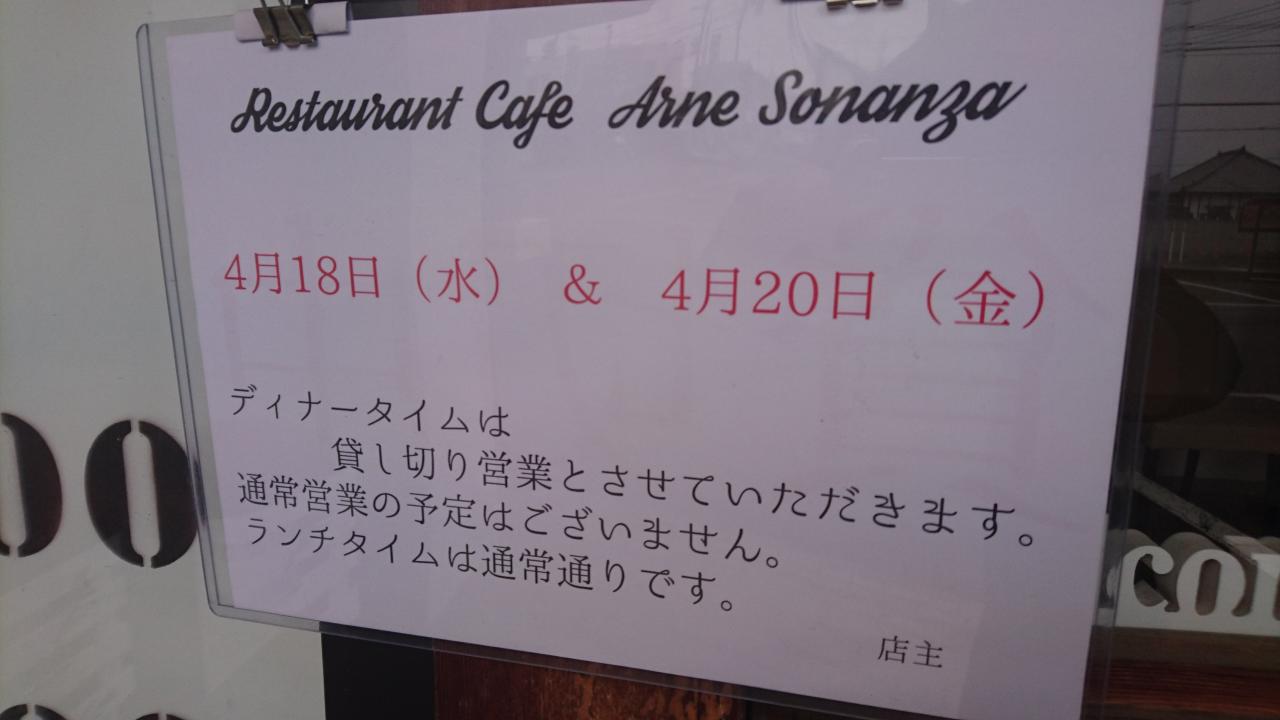 Restaurant Cafe Arne Sonanza
4月18日（水） & 4月20日（金）
ディナータイムは
貸し切り営業とさせていただきます。
通常営業の予定はございません。
ランチタイムは通常通りです。
店主